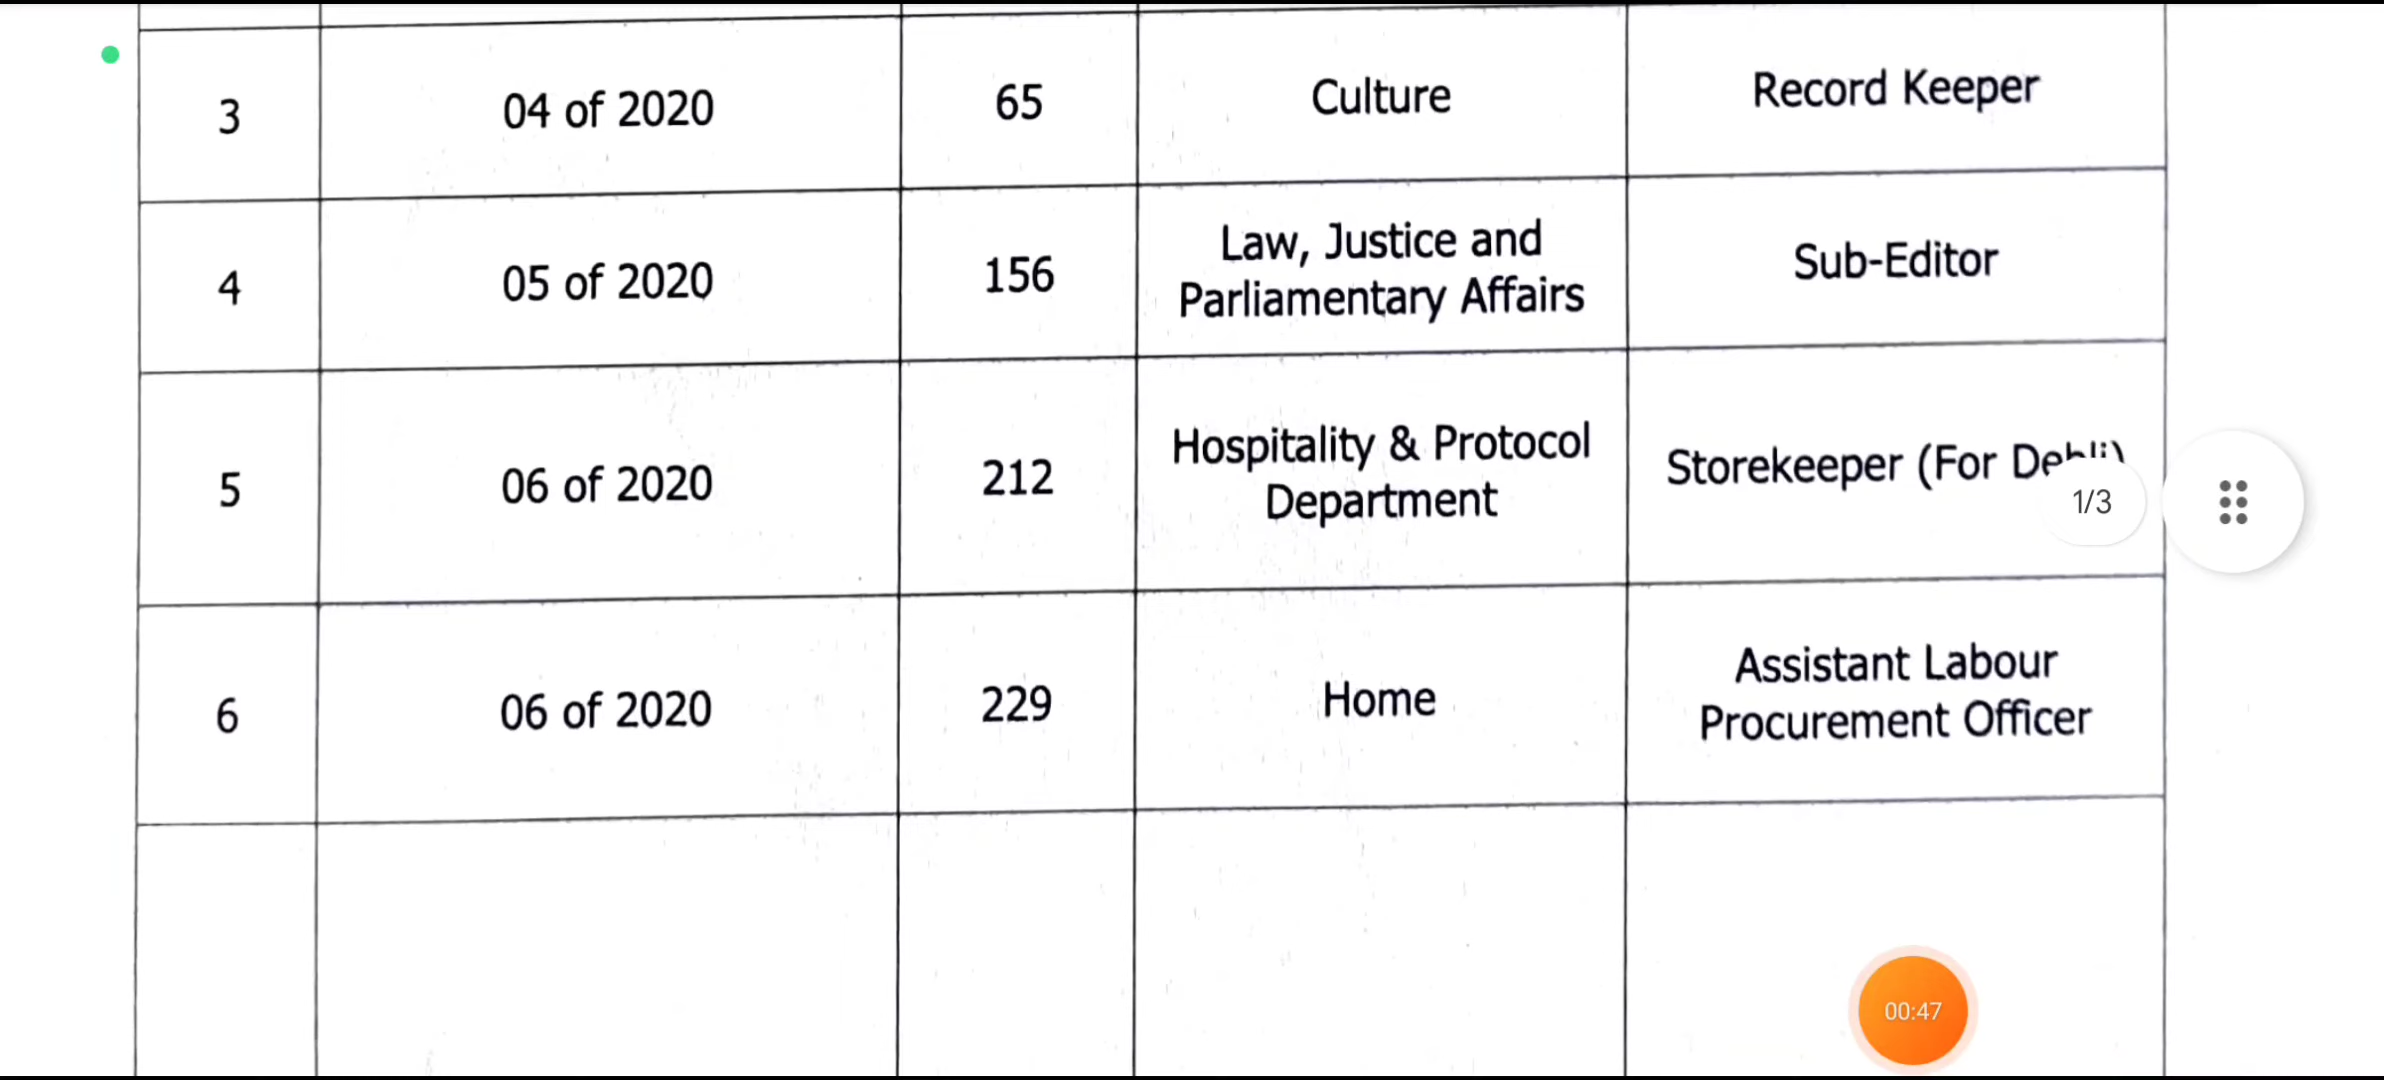 3 04 of 2020 65 Culture Record Keeper
4 05 of 2020 156 Law, Justice and Parliamentary Affairs Sub-Editor
5 06 of 2020 212 Hospitality & Protocol Department Storekeeper (For
1/3
6 06 of 2020 229 Home Assistant Labour Procurement Officer
00:47